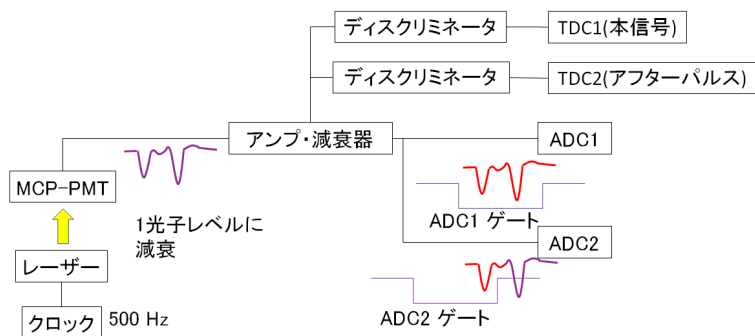 ディスクリミネータ
TDC1(本信号)
ディスクリミネータ
TDC2(アフターパルス)
アンプ・減衰器
ADC1
MCP-PMT
1光子レベルに
減衰
ADC1 ゲート
ADC2
レーザー
クロック
500 Hz
ADC2 ゲート